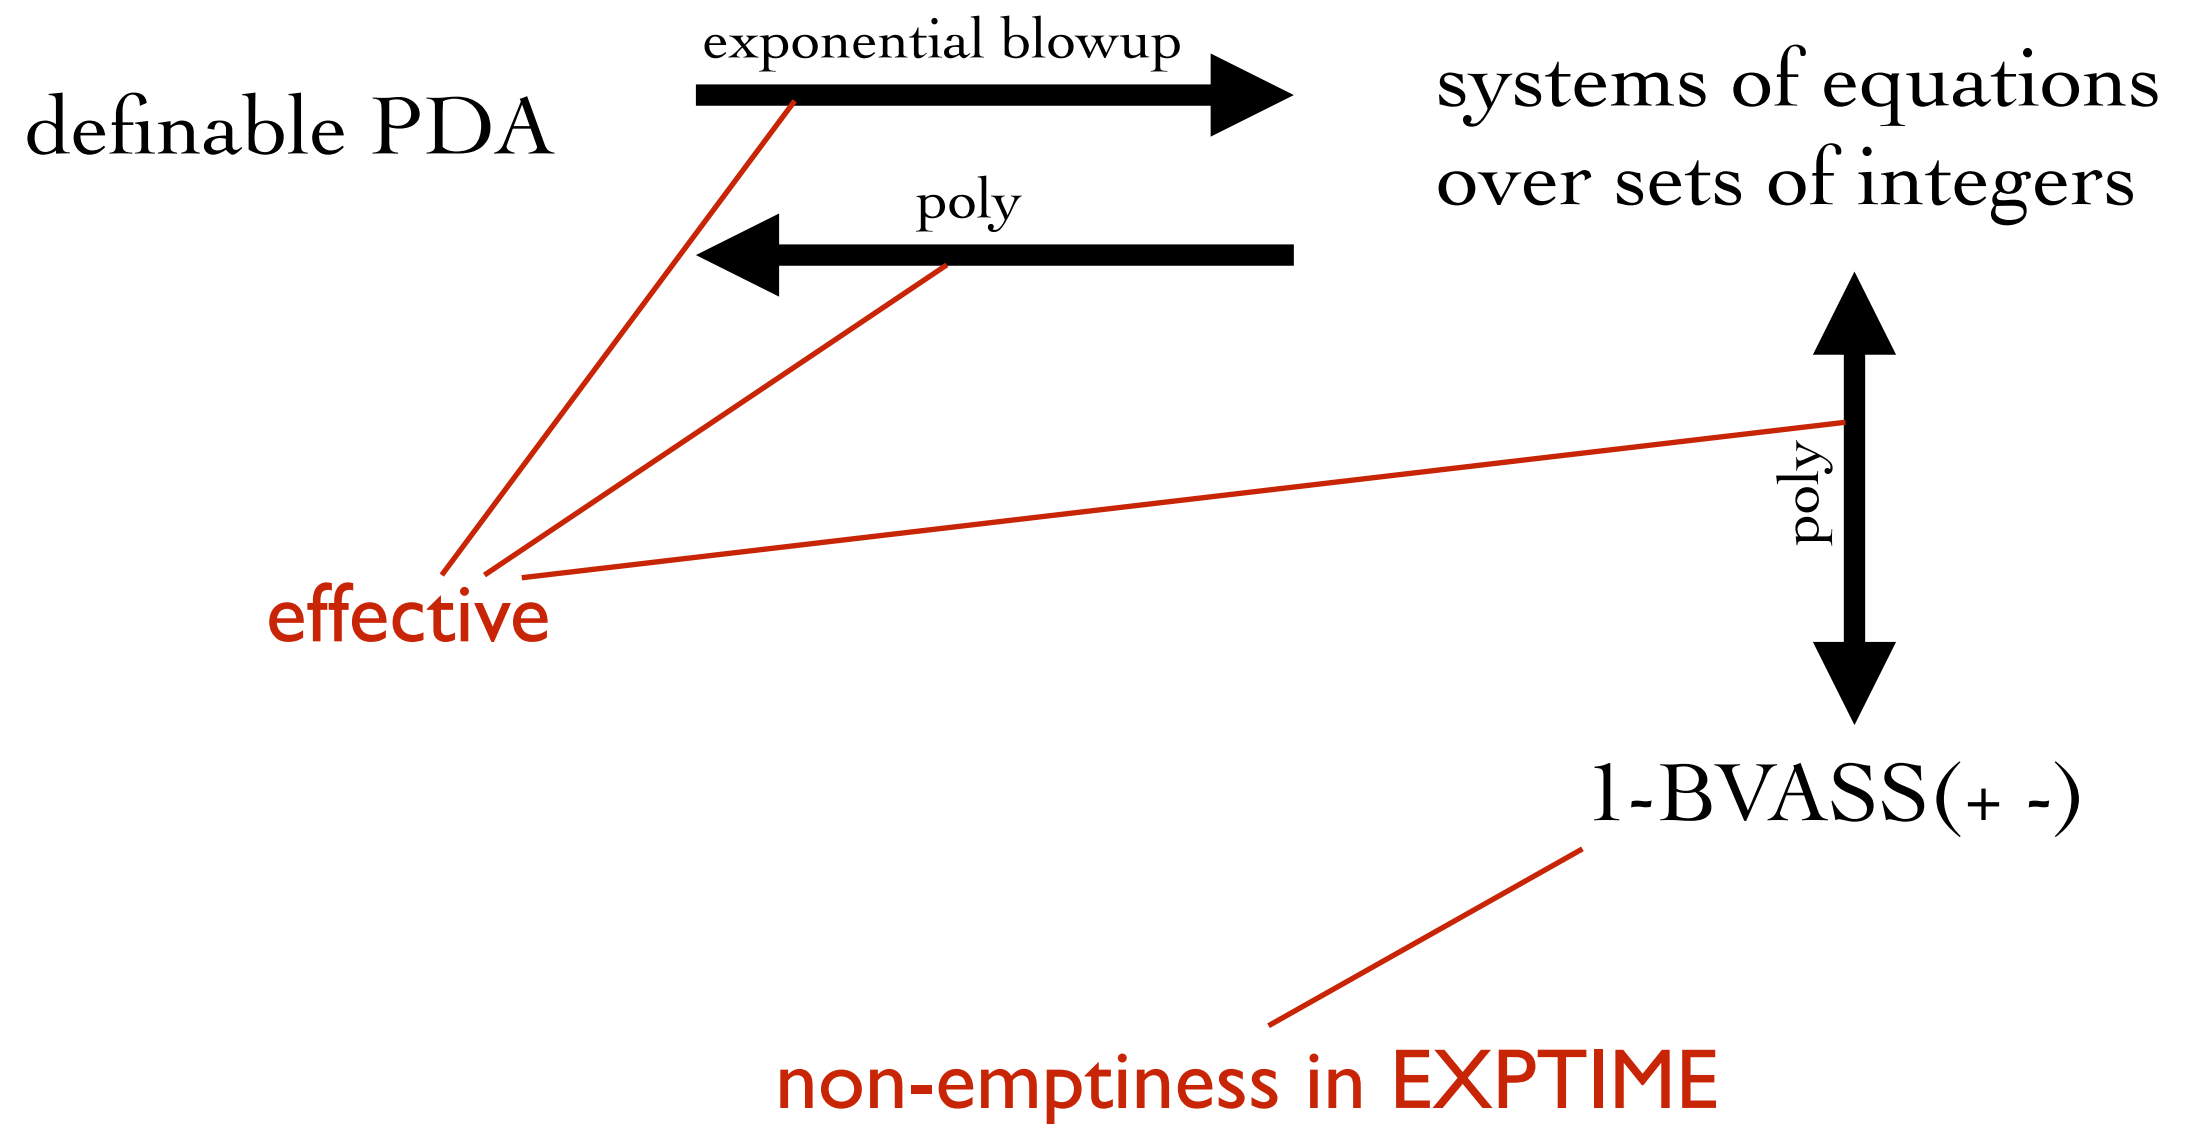 exponential blowup
definable PDA
systems of equations
over sets of integers
poly
poly
effective
1-BVASS(+ -)
non-emptiness in EXPTIME